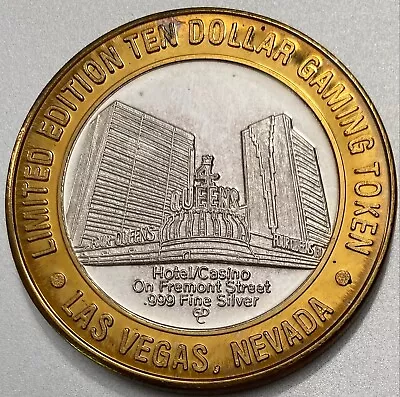 LIMITED EDITION TEN DOLLAR GAMING TOKEN
4
QUEENS
Hotel/Casino
On Fremont Street
.999 Fine Silver
• LAS VEGAS, NEVADA •